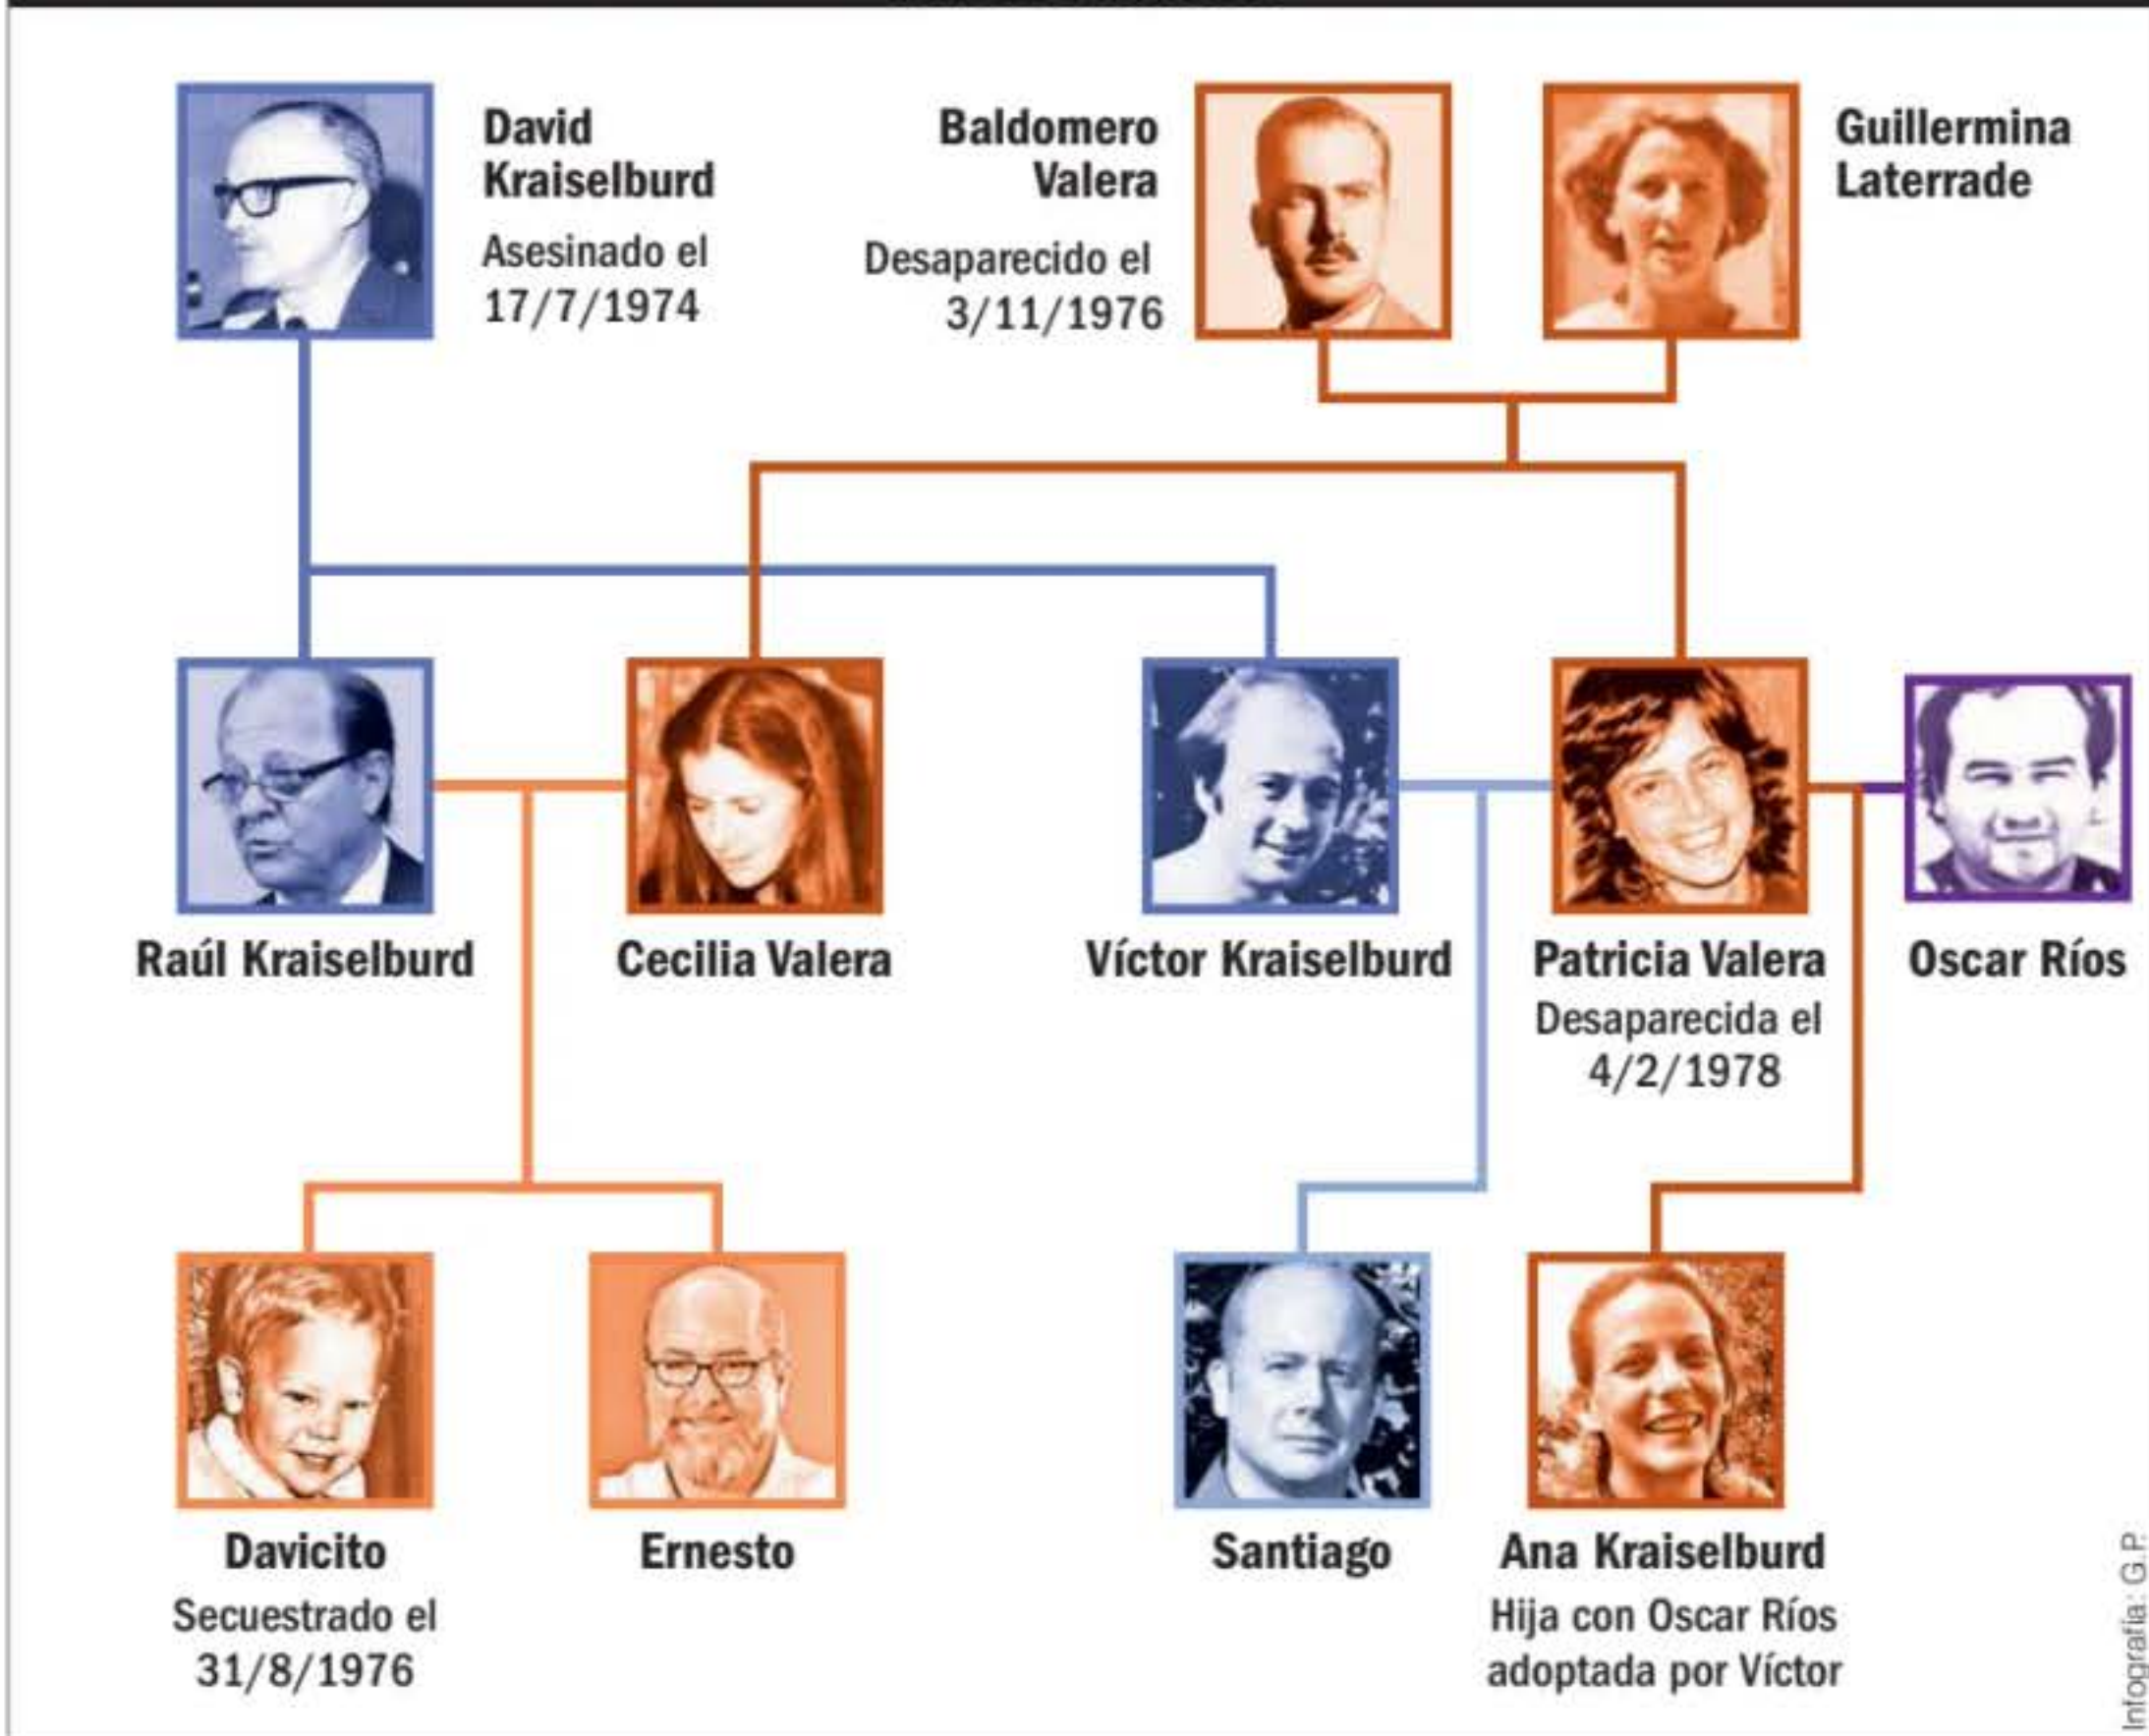 David
Kraiselburd
Asesinado el
17/7/1974
Baldomero
Valera
Desaparecido el
3/11/1976
Guillermina
Laterrade
Raúl Kraiselburd
Cecilia Valera
Víctor Kraiselburd
Patricia Valera
Desaparecida el
4/2/1978
Oscar Ríos
Davicito
Secuestrado el
31/8/1976
Ernesto
Santiago
Ana Kraiselburd
Hija con Oscar Ríos
adoptada por Víctor
Infografía: G.P.